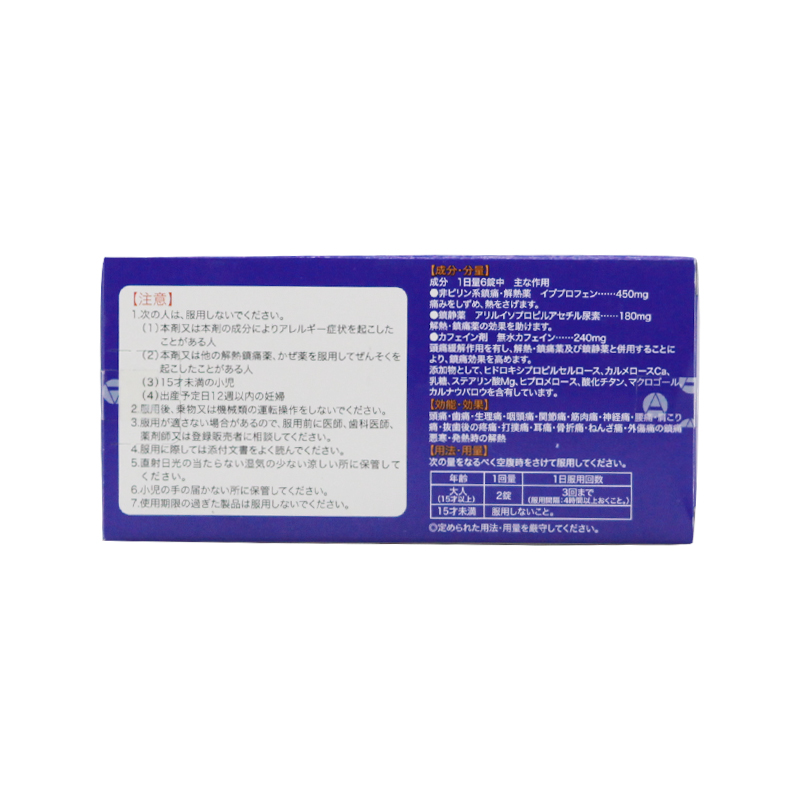 【注意】
1.次の人は、服用しないでください。
(1)本剤又は本剤の成分によりアレルギー症状を起こした
ことがある人
(2)本剤又は他の解熱鎮痛薬、かぜ薬を服用してぜんそくを
起こしたことがある人
(3)15才未満の小児
(4)出産予定日12週以内の妊婦
2.服用後、乗物又は機械類の運転操作をしないでください。
3.服用が適さない場合があるので、服用前に医師、歯科医師、
薬剤師又は登録販売者に相談してください。
4.服用に際しては添付文書をよく読んでください。
5.直射日光の当たらない湿気の少ない涼しい所に保管して
ください。
6.小児の手の届かない所に保管してください。
7.使用期限の過ぎた製品は服用しないでください。
【成分・分量】
成分 1日量6錠中 主な作用
●非ピリン系鎮痛・解熱薬 イブプロフェン……450mg
痛みをしずめ、熱をさげます。
●鎮静薬 アリルイソプロピルアセチル尿素……180mg
解熱・鎮痛薬の効果を助けます。
●カフェイン剤 無水カフェイン……240mg
頭痛緩解作用を有し、解熱・鎮痛薬及び鎮静薬と併用することに
より、鎮痛効果を高めます。
添加物として、ヒドロキシプロピルセルロース、カルメロースCa、
乳糖、ステアリン酸Mg、ヒプロメロース、酸化チタン、マクロゴール、
カルナウバロウを含有しています。
【効能・効果】
頭痛・歯痛・生理痛・咽頭痛・関節痛・筋肉痛・神経痛・腰痛・肩こり
痛・抜歯後の疼痛・打撲痛・耳痛・骨折痛・ねんざ痛・外傷痛の鎮痛
悪寒・発熱時の解熱
【用法・用量】
次の量をなるべく空腹時をさけて服用してください。
年齢 1回量 1日服用回数
大人(15才以上) 2錠 3回まで(服用間隔:4時間以上おくこと。)
15才未満 服用しないこと。
◎定められた用法・用量を厳守してください。